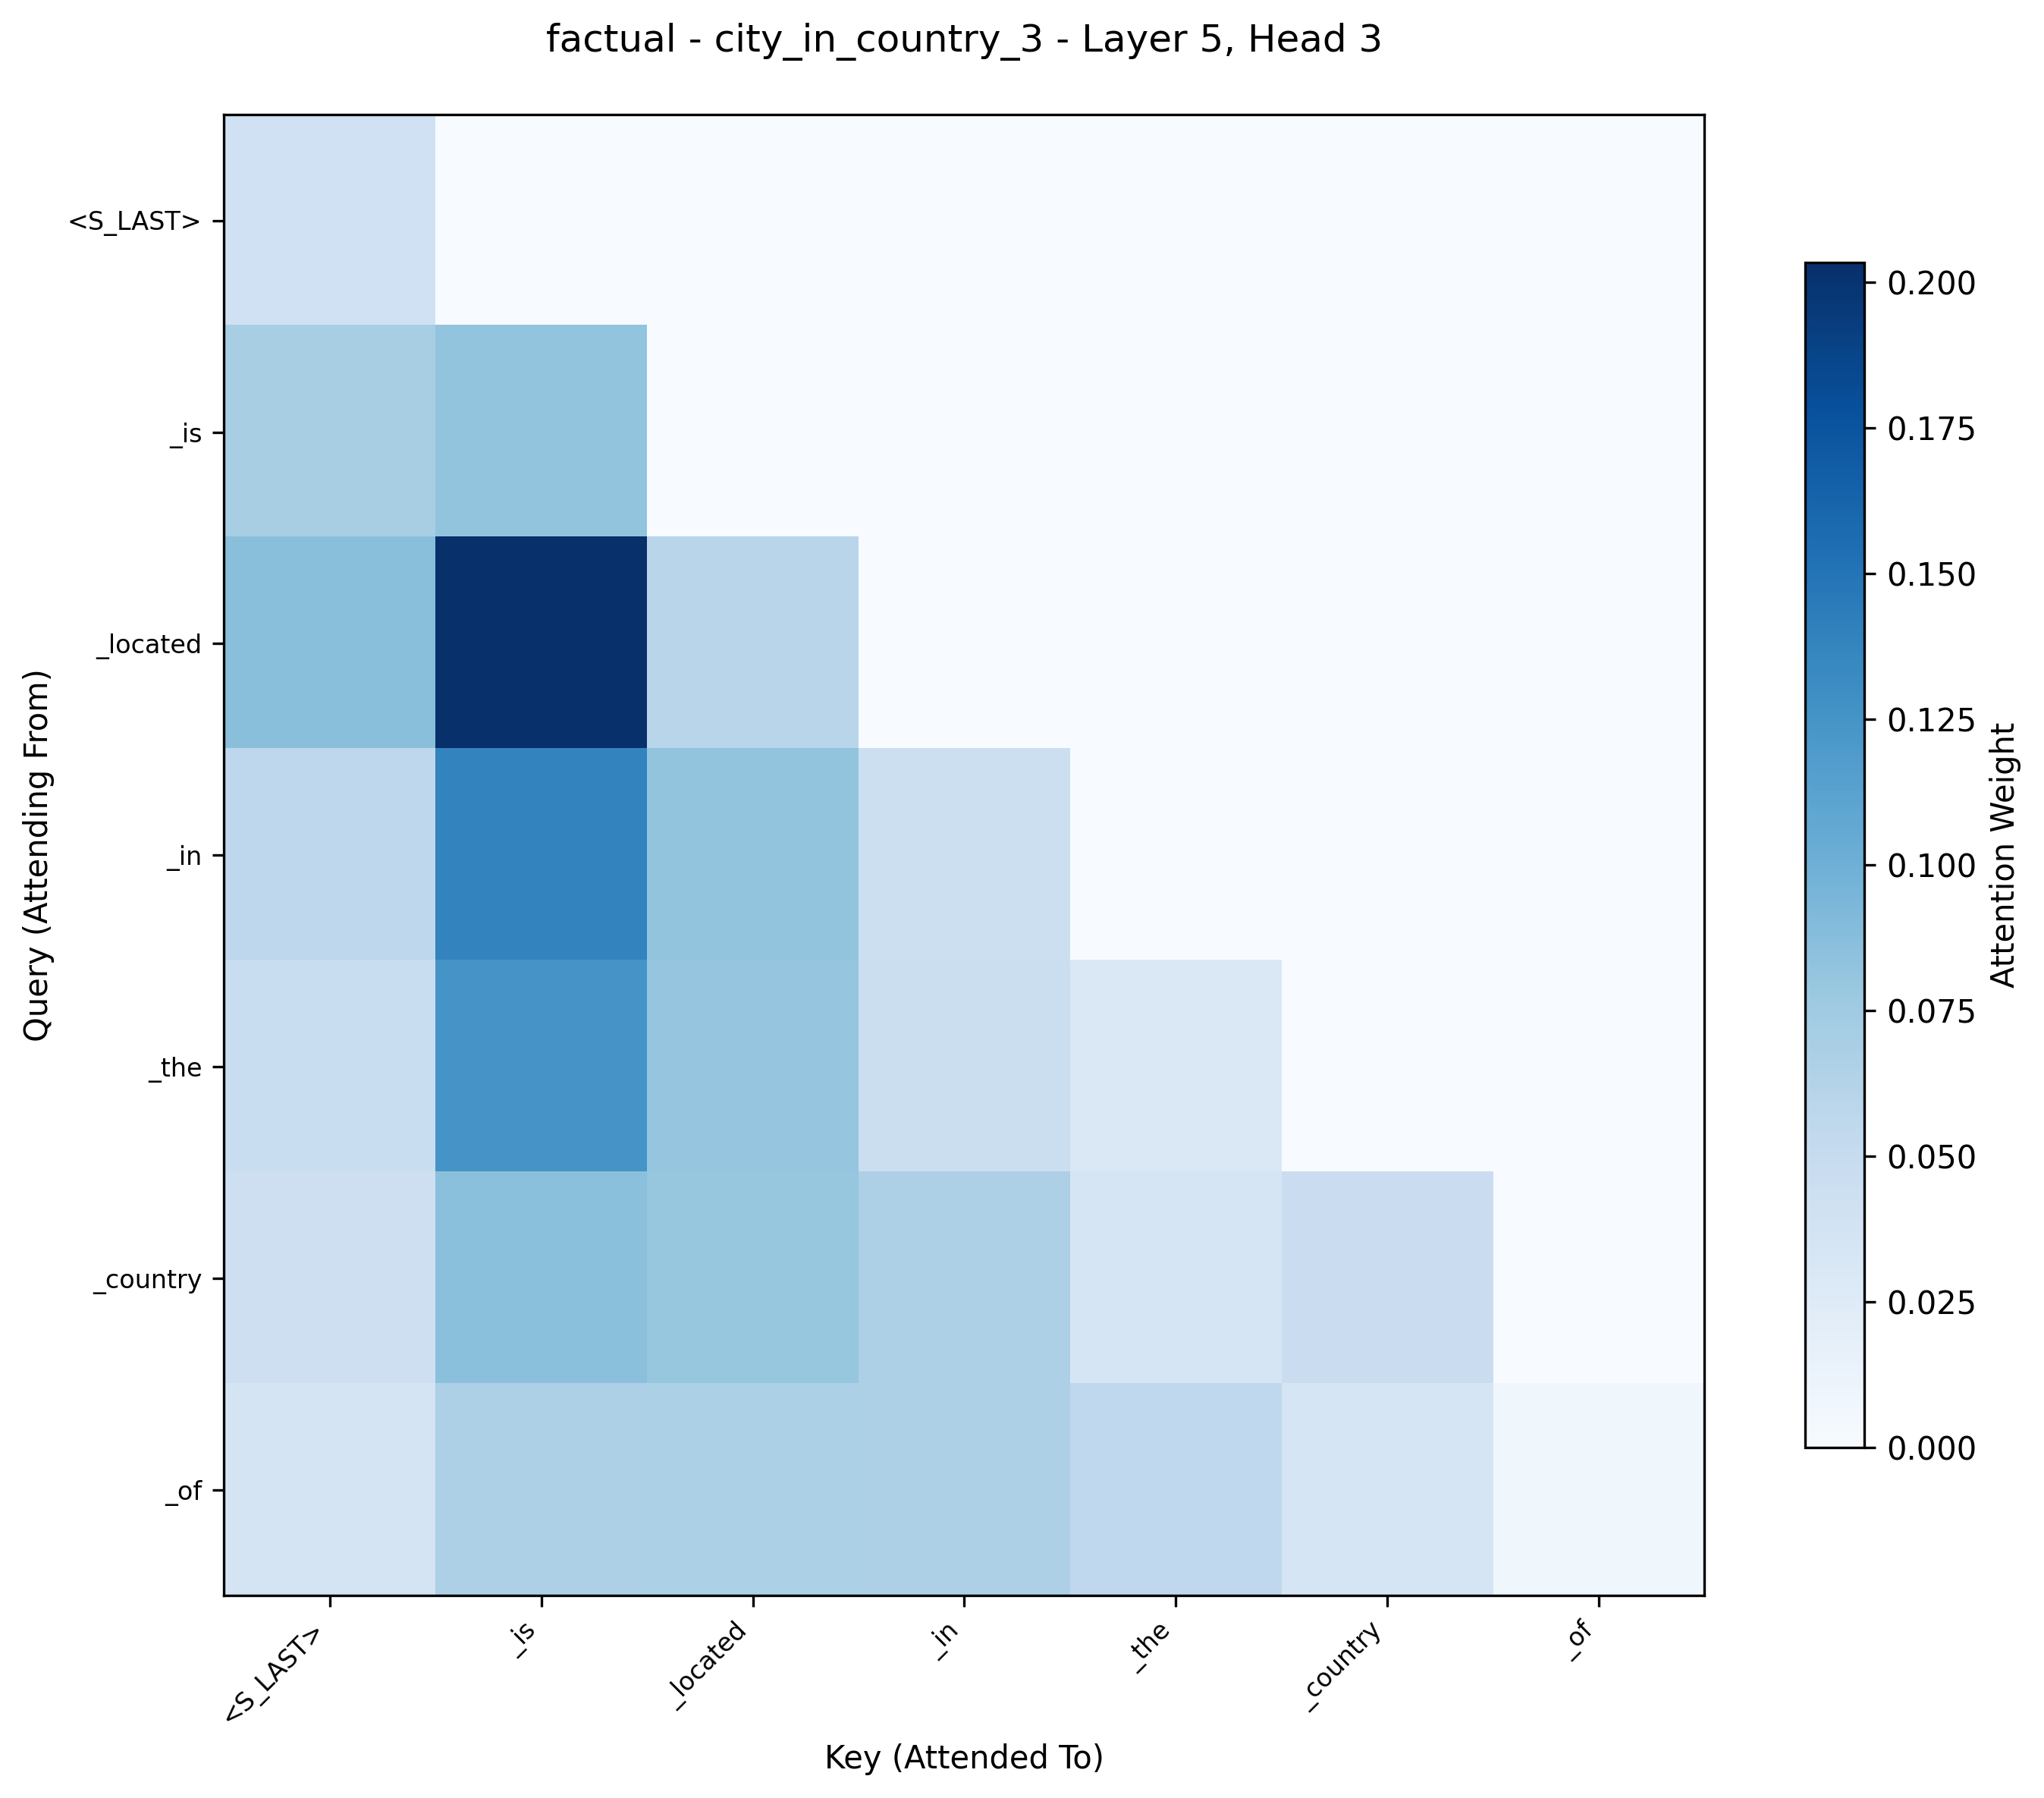 factual - city_in_country_3 - Layer 5, Head 3
Query (Attending From)
<S_LAST>
_is
_located
_in
_the
_country
_of
<S_LAST>
_is
_located
_in
_the
_country
_of
Key (Attended To)
0.200
0.175
0.150
0.125
0.100
0.075
0.050
0.025
0.000
Attention Weight